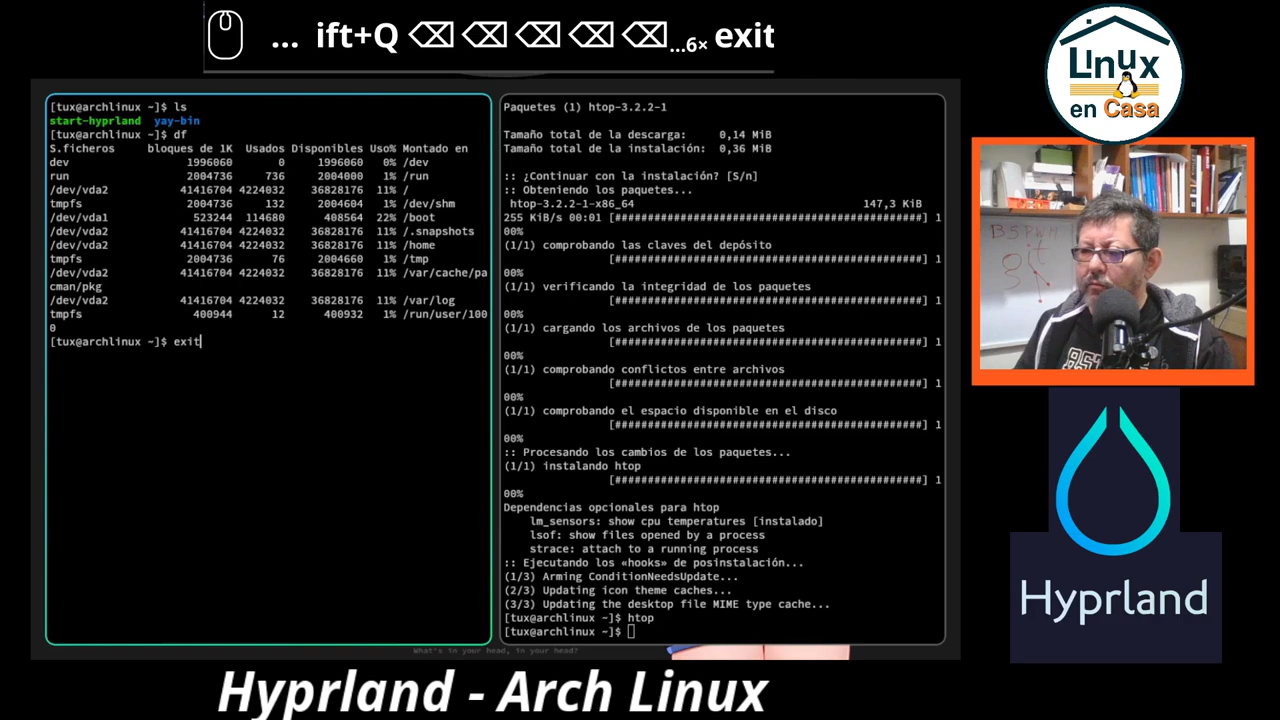 ... ift+Q ⌫ ⌫ ⌫ ⌫ ⌫...6× exit
Linux
en Casa
[tux@archlinux ~]$ ls
start-hyprland yay-bin
[tux@archlinux ~]$ df
S.ficheros bloques de 1K Usados Disponibles Uso% Montado en
dev 1996060 0 1996060 0% /dev
run 2004736 736 2004000 1% /run
/dev/vda2 41416704 4224032 36828176 11% /
tmpfs 2004736 132 2004604 1% /dev/shm
/dev/vda1 523244 114680 408564 22% /boot
/dev/vda2 41416704 4224032 36828176 11% /.snapshots
/dev/vda2 41416704 4224032 36828176 11% /home
tmpfs 2004736 76 2004660 1% /tmp
/dev/vda2 41416704 4224032 36828176 11% /var/cache/pa
cman/pkg
/dev/vda2 41416704 4224032 36828176 11% /var/log
tmpfs 400944 12 400932 1% /run/user/100
0
[tux@archlinux ~]$ exit
Paquetes (1) htop-3.2.2-1
Tamaño total de la descarga: 0,14 MiB
Tamaño total de la instalación: 0,36 MiB
:: ¿Continuar con la instalación? [S/n]
:: Obteniendo los paquetes...
htop-3.2.2-1-x86_64 147,3 KiB
255 KiB/s 00:01 [###############################################] 1
00%
(1/1) comprobando las claves del depósito
[###############################################] 1
00%
(1/1) verificando la integridad de los paquetes
[###############################################] 1
00%
(1/1) cargando los archivos de los paquetes
[###############################################] 1
00%
(1/1) comprobando conflictos entre archivos
[###############################################] 1
00%
(1/1) comprobando el espacio disponible en el disco
[###############################################] 1
00%
:: Procesando los cambios de los paquetes...
(1/1) instalando htop
[###############################################] 1
00%
Dependencias opcionales para htop
lm_sensors: show cpu temperatures [instalado]
lsof: show files opened by a process
strace: attach to a running process
:: Ejecutando los «hooks» de posinstalación...
(1/3) Arming ConditionNeedsUpdate...
(2/3) Updating icon theme caches...
(3/3) Updating the desktop file MIME type cache...
[tux@archlinux ~]$ htop
[tux@archlinux ~]$
What's in your head, in your head?
Hyprland
Hyprland - Arch Linux